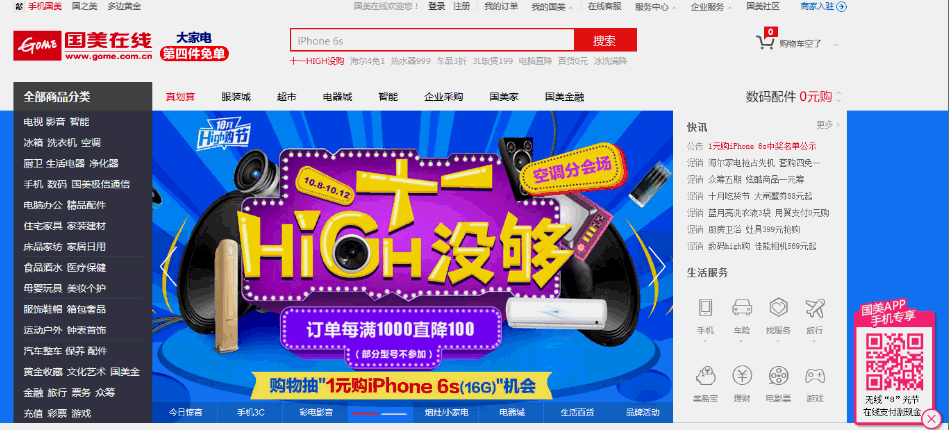 手机国美 国之美 多边黄金
国美在线欢迎您！ 登录 注册 我的订单 我的国美 在线客服 服务中心 企业服务 国美社区 商家入驻
GOME 国美在线
www.gome.com.cn
大家电
第四件免单
iPhone 6s 搜索
十一HIGH没购 海尔4免1 热水器999 车品3折 3L饭煲199 电脑直降 百货0元 冰洗满降
0 购物车空了
全部商品分类
真划算 服装城 超市 电器城 智能 企业采购 国美家 国美金融
数码配件 0元购
电视 影音 智能
冰箱 洗衣机 空调
厨卫 生活电器 净化器
手机 数码 国美极信通信
电脑办公 精品配件
住宅家具 家装建材
床品家纺 家居日用
食品酒水 医疗保健
母婴玩具 美妆个护
服饰鞋帽 箱包奢品
运动户外 钟表首饰
汽车整车 保养 配件
黄金收藏 文化艺术 国美金
金融 旅行 票务 众筹
充值 彩票 游戏
10月
High购节
10.8-10.12
空调分会场
十一
HIGH没够
订单每满1000直降100
（部分型号不参加）
购物抽"1元购iPhone 6s(16G)"机会
今日惊喜 手机3C 彩电影音 烟灶小家电 电器城 生活百货 品牌活动
快讯 更多
公告 1元购iPhone 6s中奖名单公示
促销 海尔家电抢占先机 套购四免一
促销 众筹五期 炫酷商品一元筹
促销 十月吃货节 大闸蟹券88元起
促销 蓝月亮洗衣液3袋 用翼支付0元购
促销 厨房卫浴 灶具399元抢购
促销 数码high购 佳能相机569元起
生活服务
手机 车险 找服务 旅行
美盈宝 理财 电影票 游戏
国美APP
手机专享
无线“8”光节
在线支付刮现金